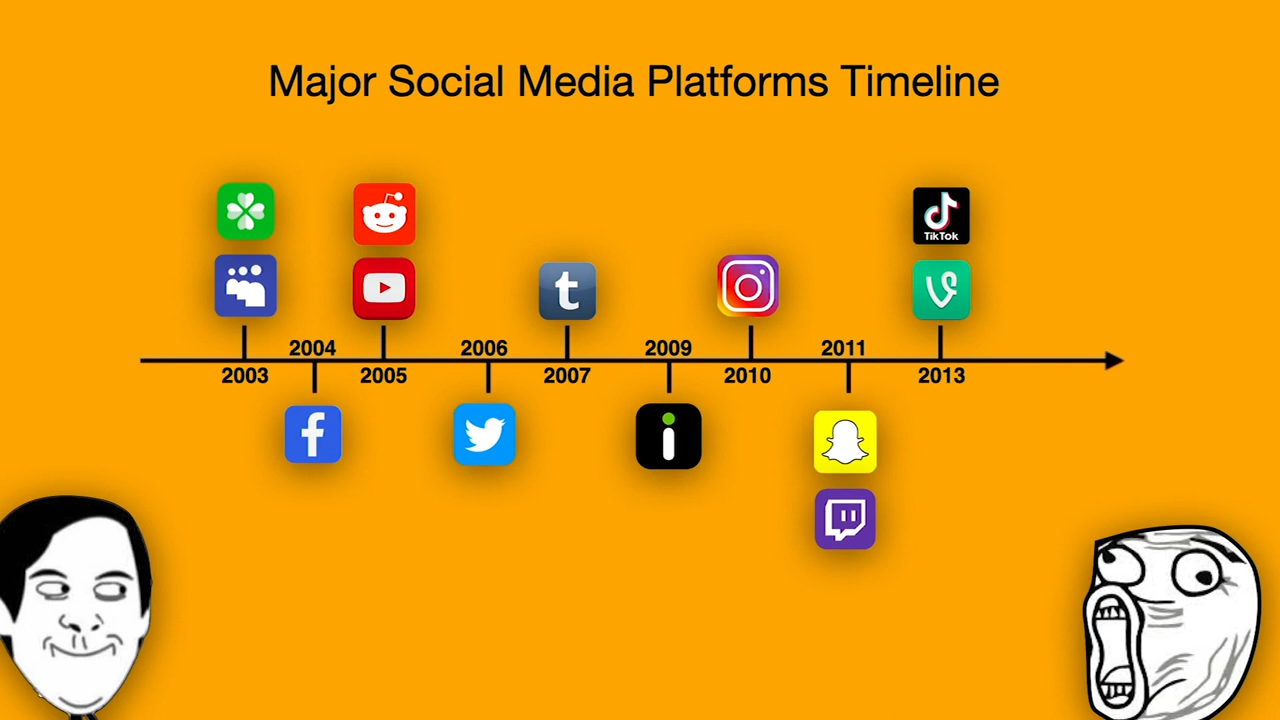 Major Social Media Platforms Timeline
TikTok
t
2004 2006 2009 2011
2003 2005 2007 2010 2013
f
i